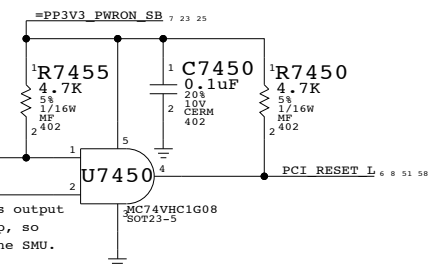 =PP3V3_PWRON_SB 7 23 25
1 R7455
4.7K
5%
1/16W
MF
2 402
1 C7450
0.1uF
20%
10V
2 CERM
402
1 R7450
4.7K
5%
1/16W
MF
2 402
5
1
U7450
4
2
3
MC74VHC1G08
SOT23-5
PCI_RESET_L 6 8 51 58
output
so
SMU.